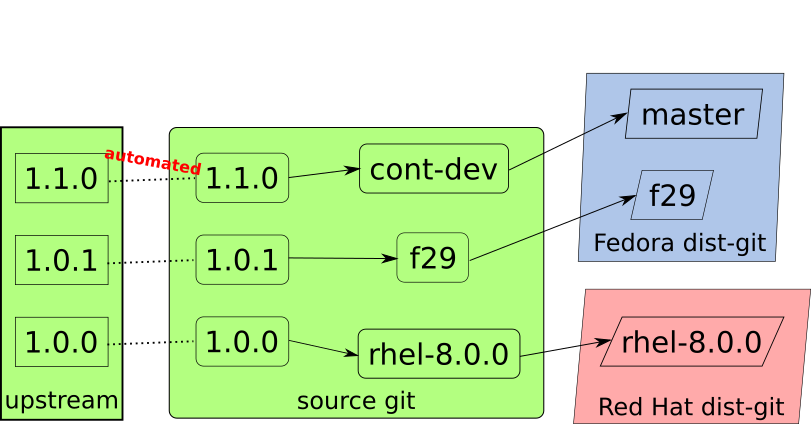 automated
1.1.0
1.0.1
1.0.0
upstream
1.1.0
cont-dev
1.0.1
f29
1.0.0
rhel-8.0.0
source git
master
f29
Fedora dist-git
rhel-8.0.0
Red Hat dist-git